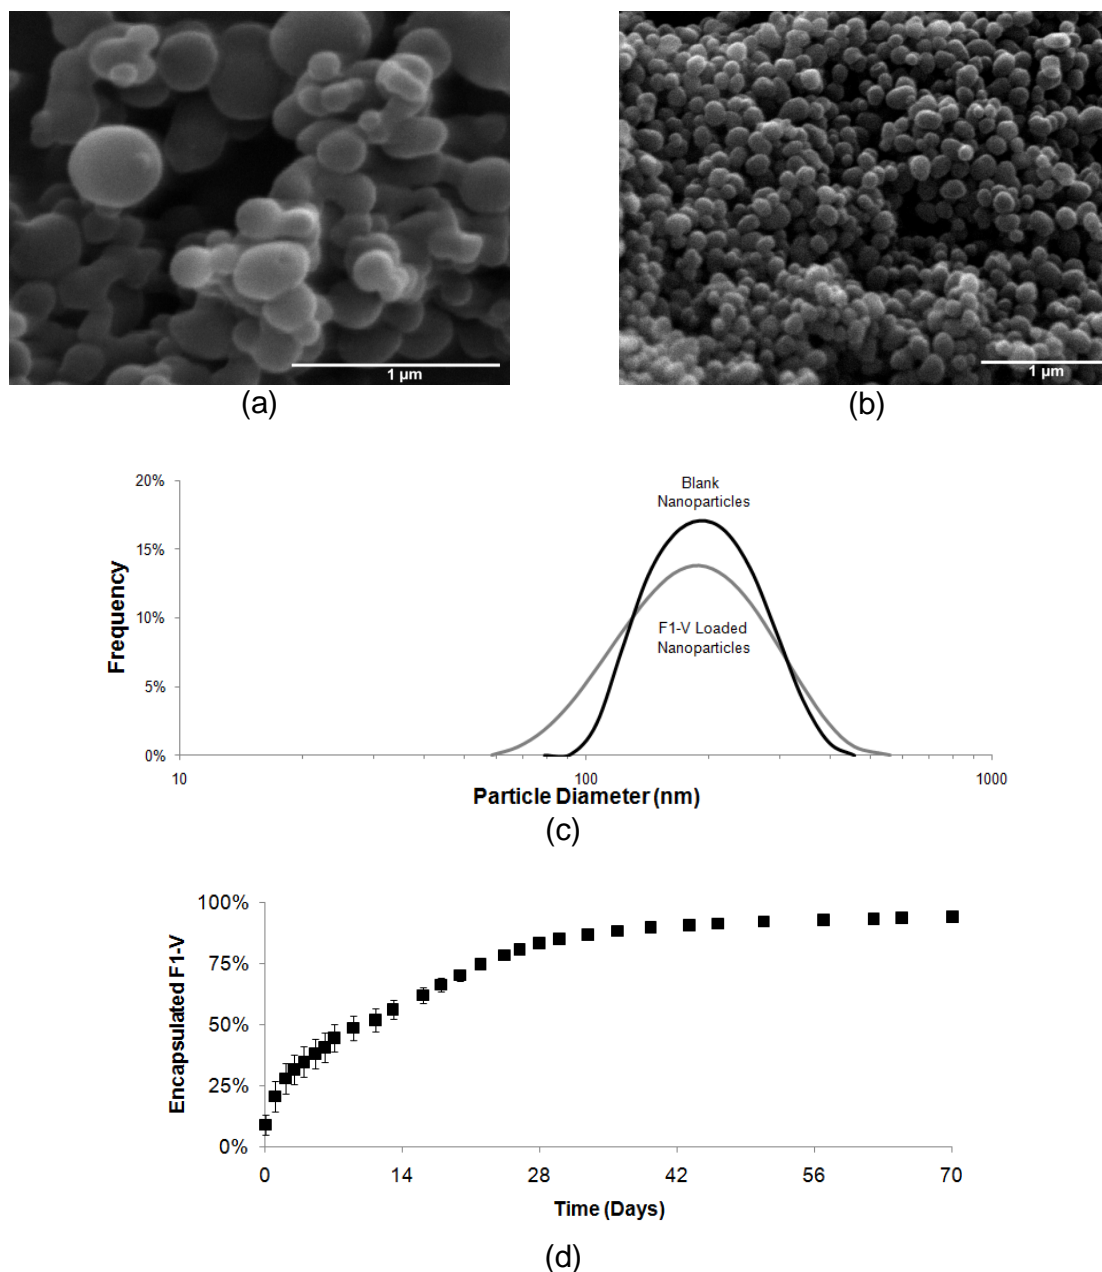 1 µm
1 µm
(a)
(b)
20%
15%
10%
5%
0%
Frequency
Blank
Nanoparticles
F1-V Loaded
Nanoparticles
10
100
1000
Particle Diameter (nm)
(c)
100%
75%
50%
25%
0%
Encapsulated F1-V
0
14
28
42
56
70
Time (Days)
(d)